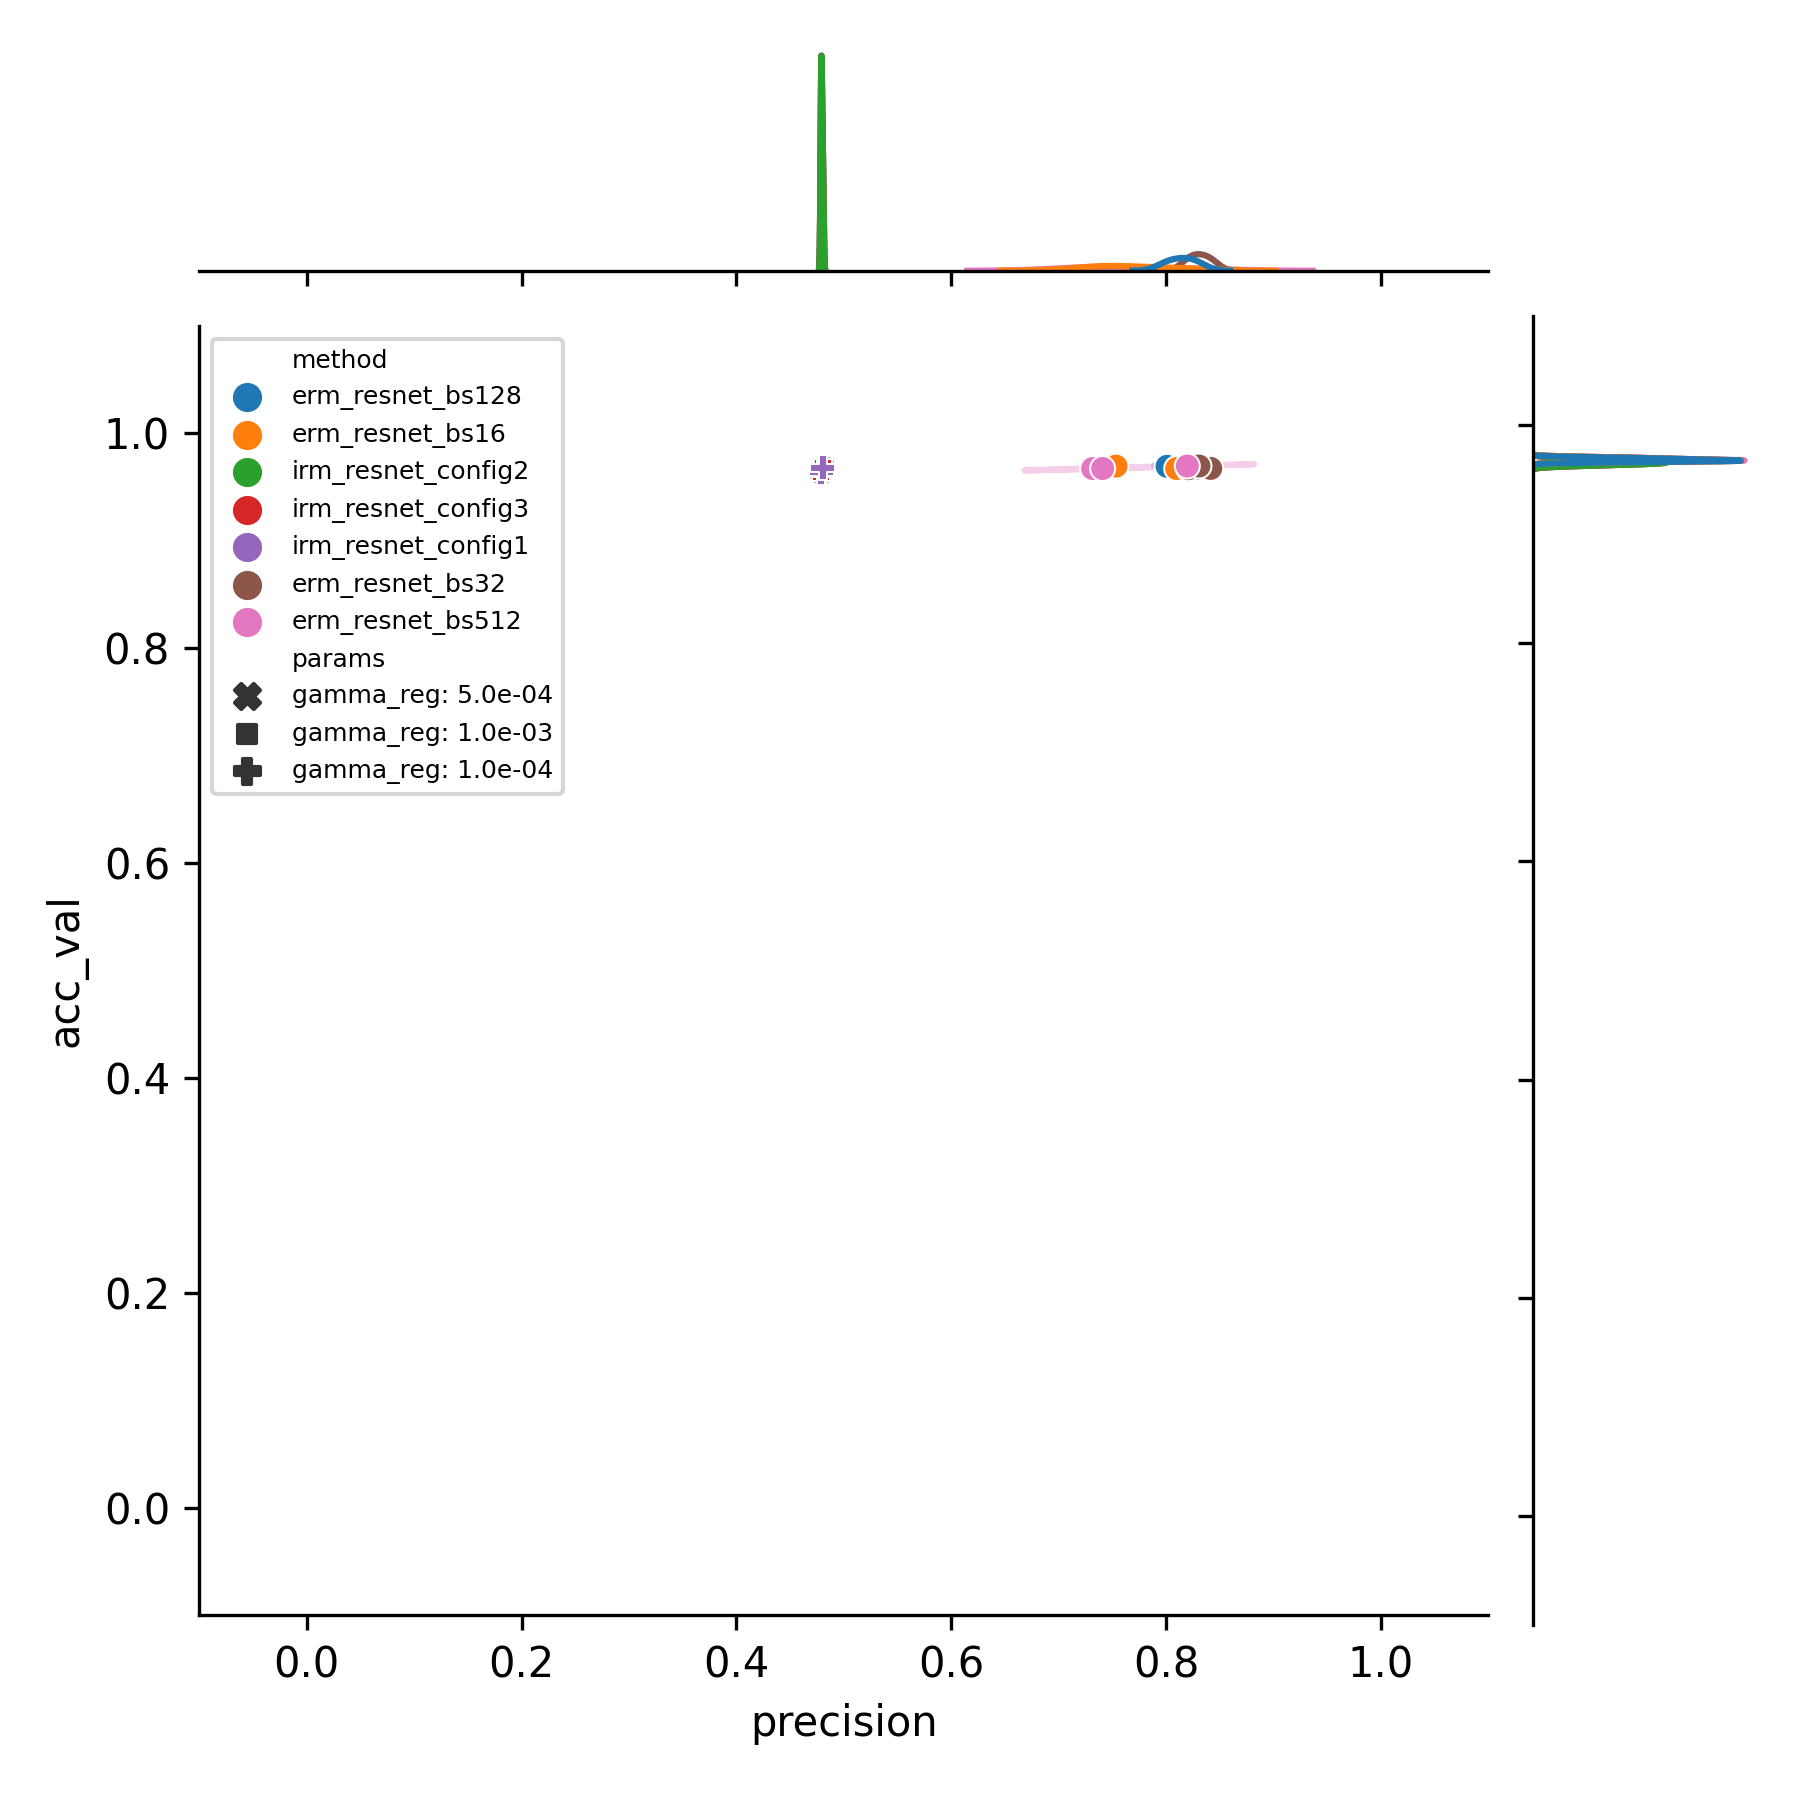 method
erm_resnet_bs128
erm_resnet_bs16
irm_resnet_config2
irm_resnet_config3
irm_resnet_config1
erm_resnet_bs32
erm_resnet_bs512
params
gamma_reg: 5.0e-04
gamma_reg: 1.0e-03
gamma_reg: 1.0e-04
1.0
0.8
0.6
0.4
0.2
0.0
acc_val
0.0 0.2 0.4 0.6 0.8 1.0
precision